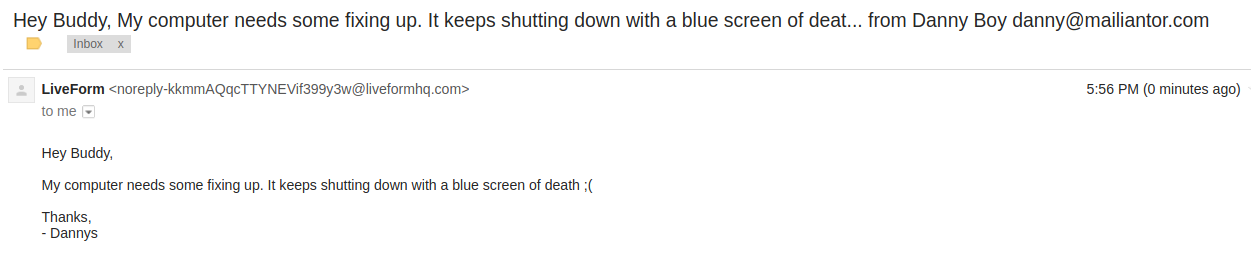 Hey Buddy, My computer needs some fixing up. It keeps shutting down with a blue screen of deat... from Danny Boy danny@mailiantor.com
Inbox x
LiveForm <noreply-kkmmAQqcTTYNEVif399y3w@liveformhq.com> 5:56 PM (0 minutes ago)
to me
Hey Buddy,
My computer needs some fixing up. It keeps shutting down with a blue screen of death ;(
Thanks,
- Dannys